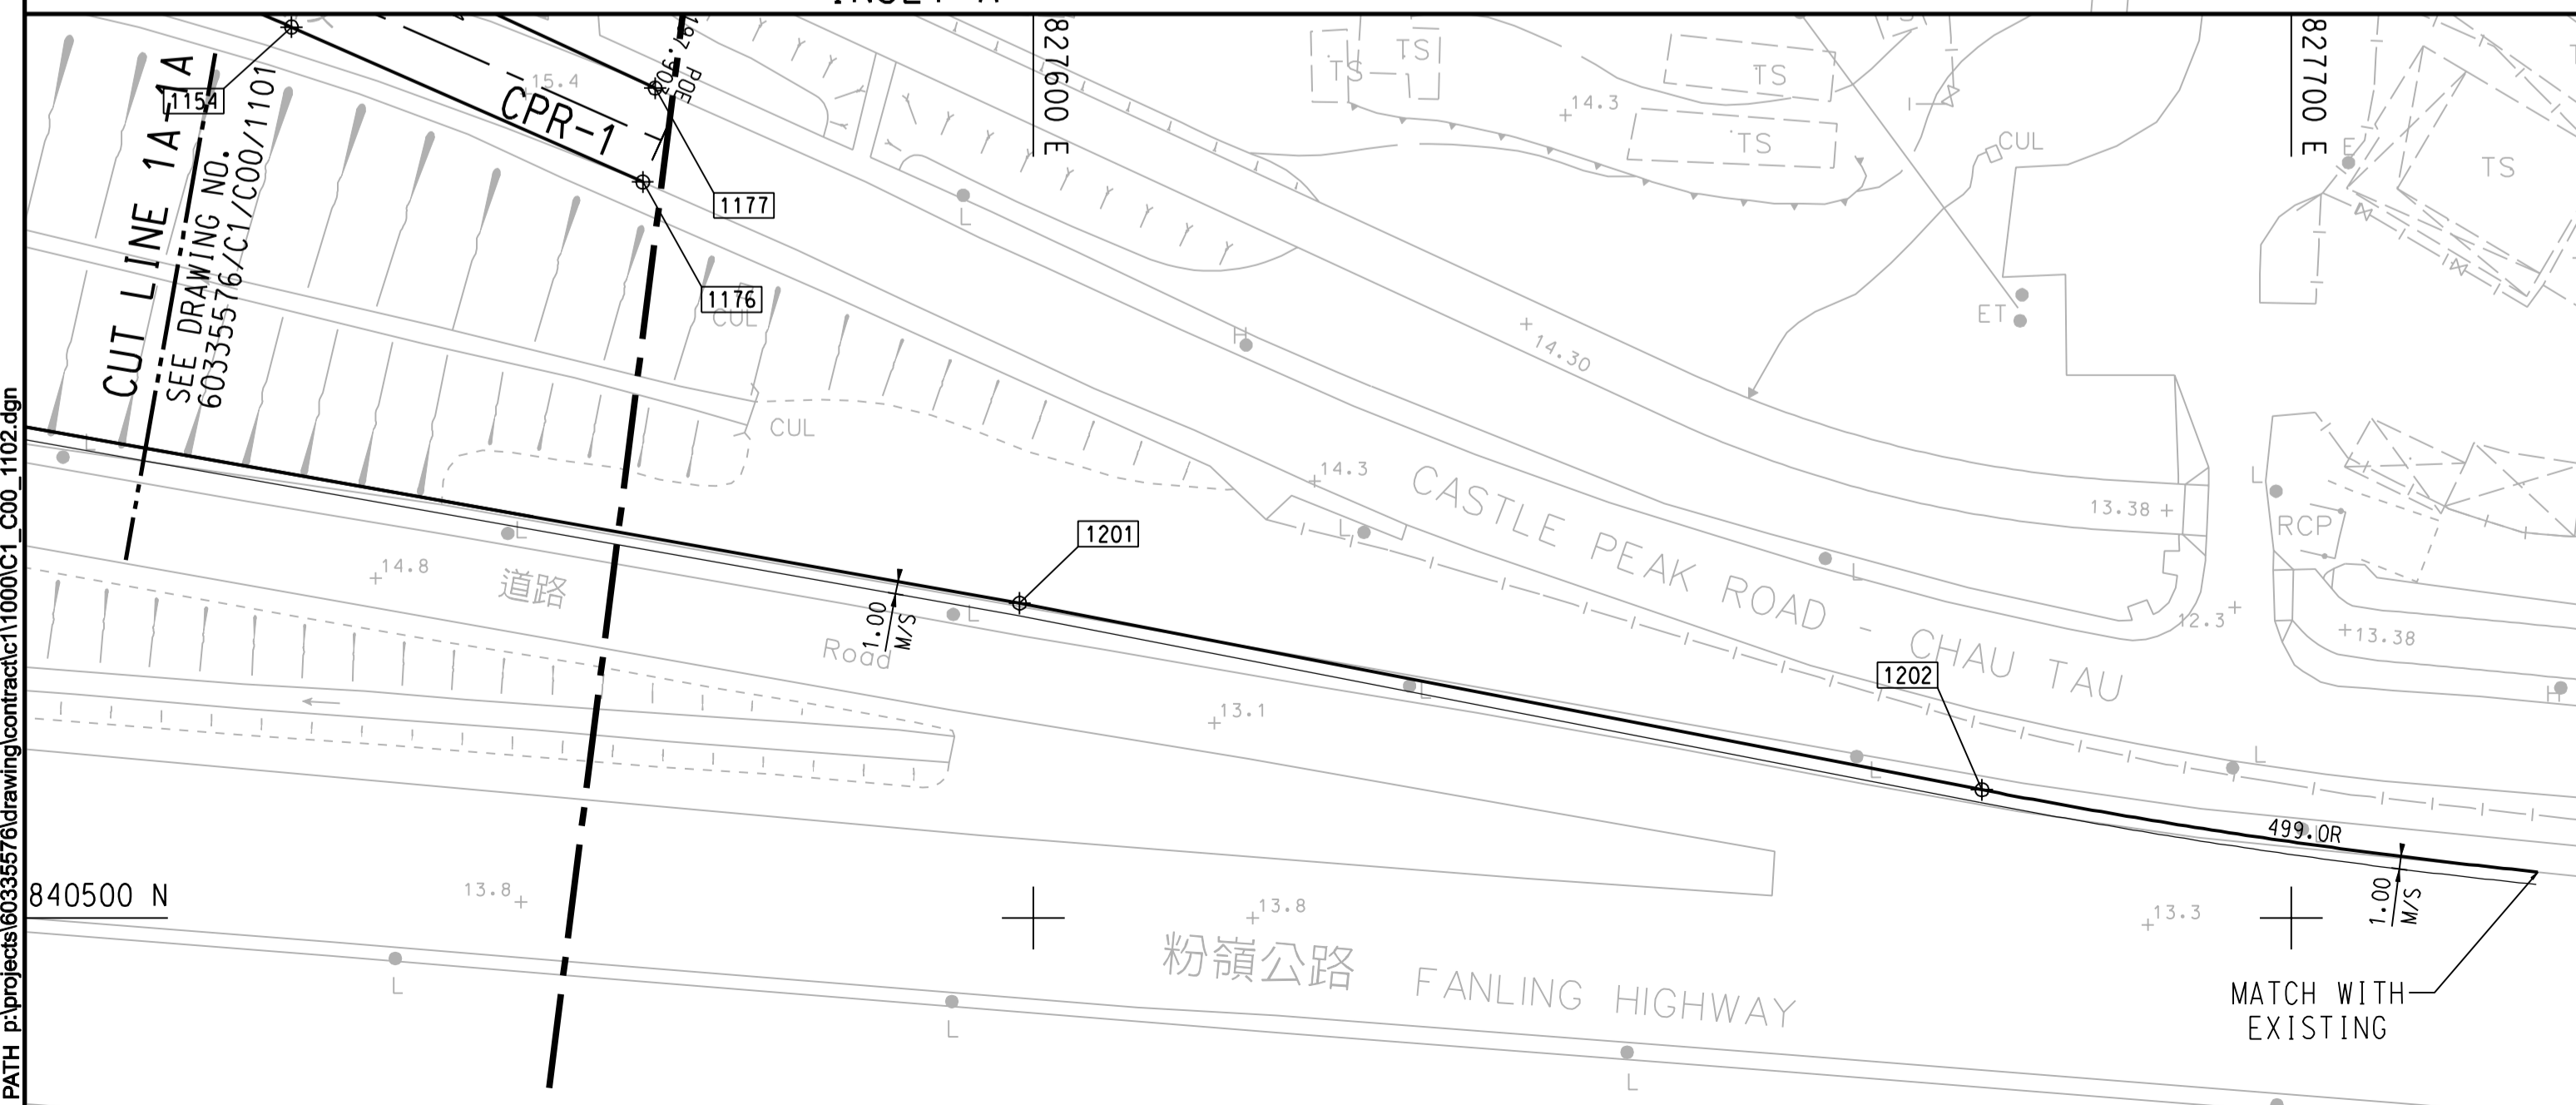 1154
CUT LINE 1A 1A
SEE DRAWING NO.
60335576/C1/C00/1101
15.4
CPR-1
POE
1177
1176
CUL
CUL
L
H
827600 E
827700 E
TS
TS
TS
TS
14.3
14.30
CUL
ET
E
TS
L
RCP
13.38
13.38
12.3
14.3
L
CASTLE PEAK ROAD - CHAU TAU
L
L
L
14.8
道路
Road
1.00
M/S
L
1201
L
13.1
L
1202
L
H
499.0R
1.00
M/S
840500 N
13.8
13.8
13.3
粉嶺公路 FANLING HIGHWAY
MATCH WITH
EXISTING
L
L
L
PATH p:\projects\60335576\drawing\contract\c1\1000\C1_C00_1102.dgn